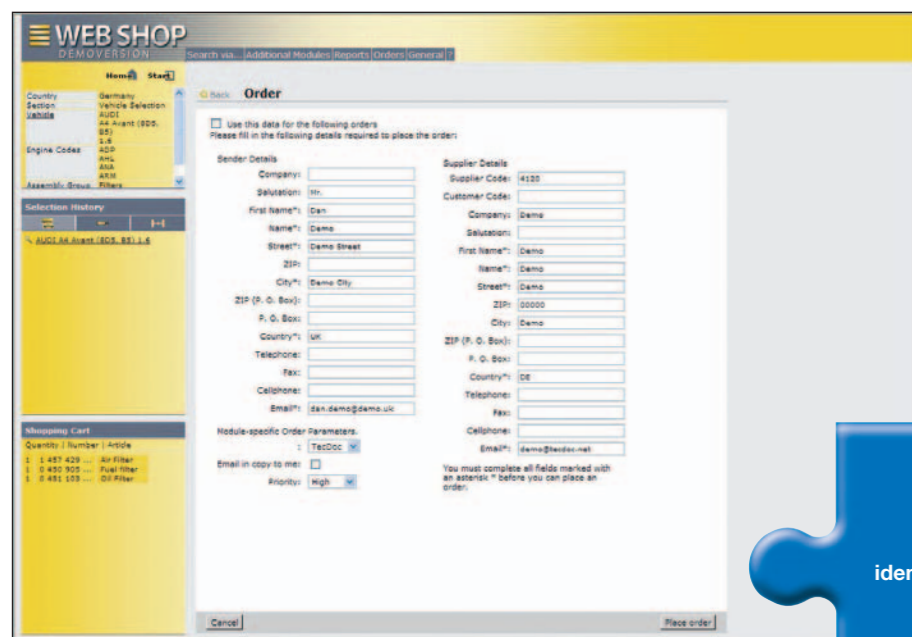 WEB SHOP
DEMOVERSION
Search via... Additional Modules Reports Orders General ?
Home Start
Country Germany
Section Vehicle Selection
Vehicle AUDI
A4 Avant (8D5,
B5)
1.6
Engine Codes ADP
AHL
ANA
ARM
Assembly Group Filters
Selection History
AUDI A4 Avant (8D5, B5) 1.6
Shopping Cart
Quantity | Number | Article
1 1 457 429 ... Air Filter
1 0 450 905 ... Fuel filter
1 0 451 103 ... Oil Filter
Back Order
Use this data for the following orders
Please fill in the following details required to place the order:
Sender Details
Company:
Salutation: Mr.
First Name*: Dan
Name*: Demo
Street*: Demo Street
ZIP:
City*: Demo City
ZIP (P. O. Box):
P. O. Box:
Country*: UK
Telephone:
Fax:
Cellphone:
Email*: dan.demo@demo.uk
Module-specific Order Parameters.
: TecDoc
Email in copy to me:
Priority: High
Supplier Details
Supplier Code: 4120
Customer Code:
Company: Demo
Salutation:
First Name*: Demo
Name*: Demo
Street*: Demo
ZIP: 00000
City: Demo
ZIP (P. O. Box):
P. O. Box:
Country*: DE
Telephone:
Fax:
Cellphone:
Email*: demo@tecdoc.net
You must complete all fields marked with
an asterisk * before you can place an
order.
Cancel Place order
iden